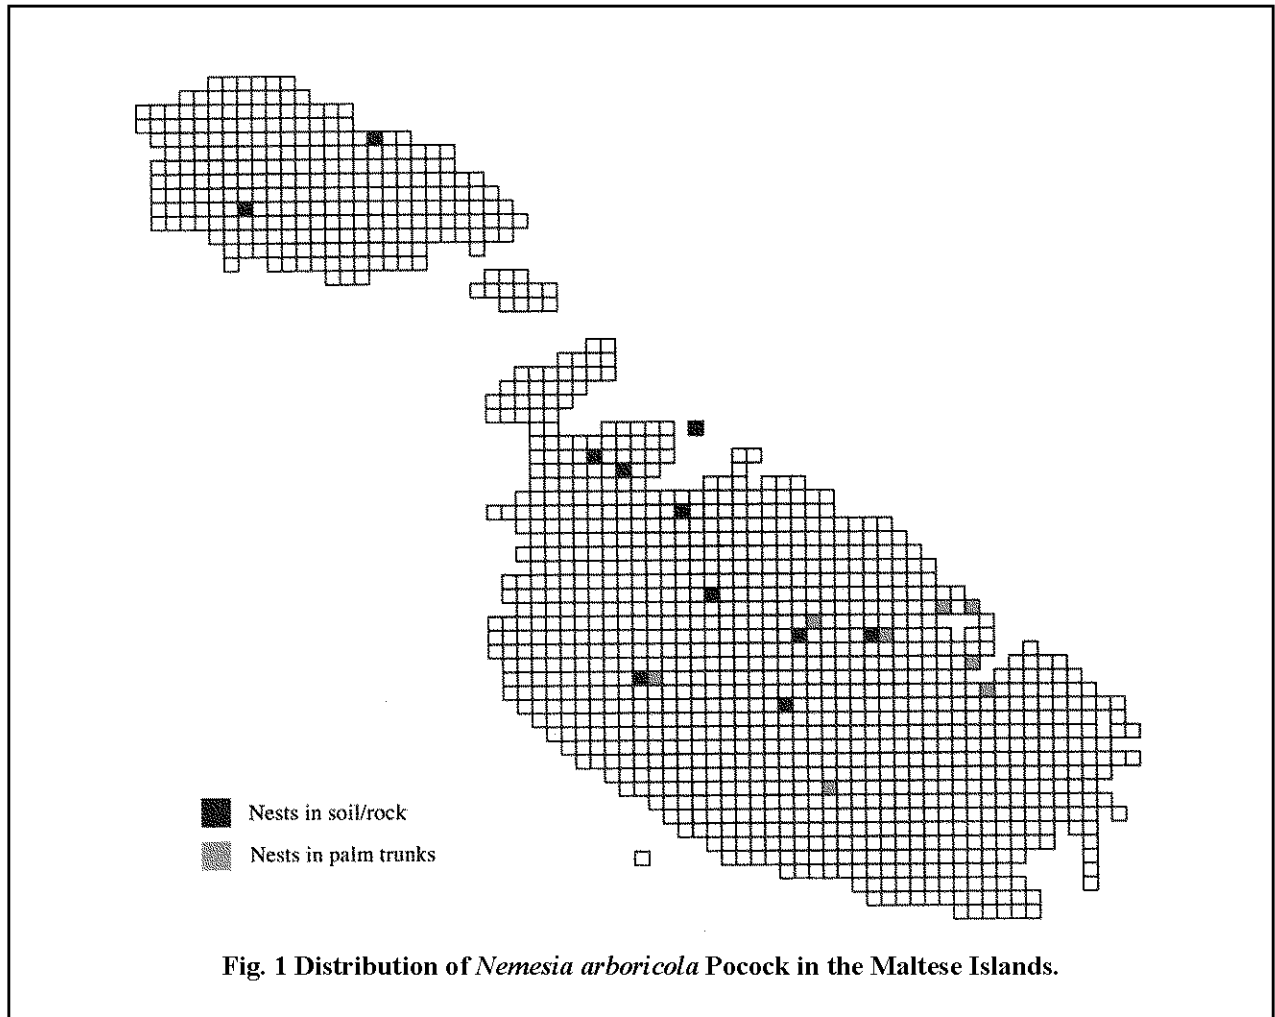 Nests in soil/rock
Nests in palm trunks
Fig. 1 Distribution of Nemesia arboricola Pocock in the Maltese Islands.